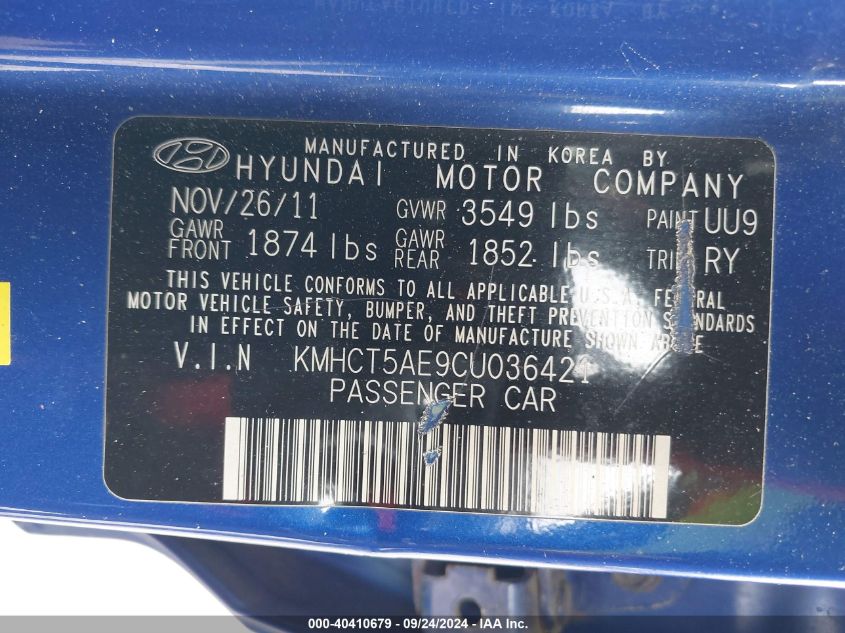 MANUFACTURED IN KOREA BY
HYUNDAI MOTOR COMPANY
NOV/26/11 GVWR 3549 lbs PAINT UU9
GAWR FRONT 1874 lbs GAWR REAR 1852 lbs TRIM RY
THIS VEHICLE CONFORMS TO ALL APPLICABLE U.S.A. FEDERAL
MOTOR VEHICLE SAFETY, BUMPER, AND THEFT PREVENTION STANDARDS
IN EFFECT ON THE DATE OF MANUFACTURE SHOWN ABOVE
V.I.N KMHCT5AE9CU036421
PASSENGER CAR
000-40410679 - 09/24/2024 - IAA Inc.